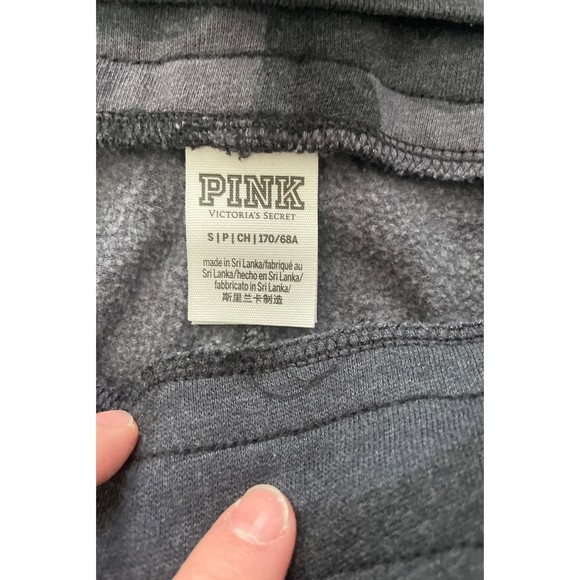 PINK
VICTORIA'S SECRET
S | P | CH | 170/68A
made in Sri Lanka/fabriqué au
Sri Lanka/hecho en Sri Lanka/
fabbricato in Sri Lanka/
斯里兰卡制造